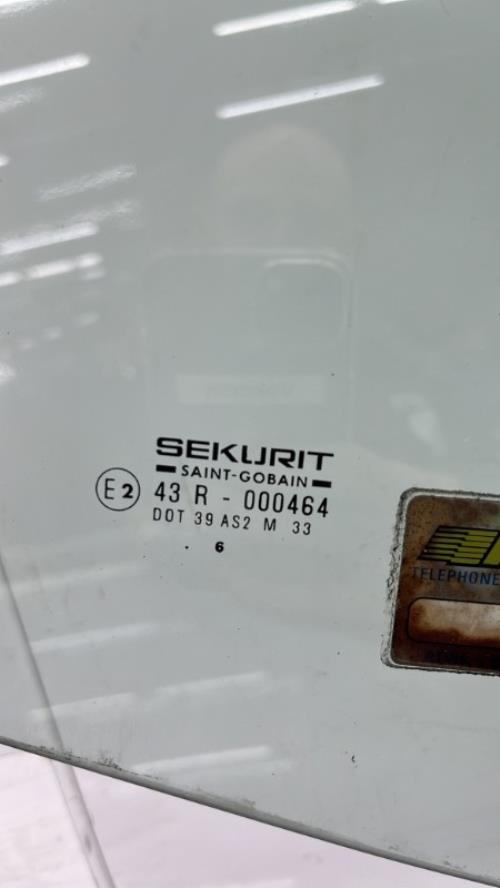 SEKURIT
SAINT-GOBAIN
E2 43 R - 000464
DOT 39 AS2 M 33
. 6
TELEPHONE